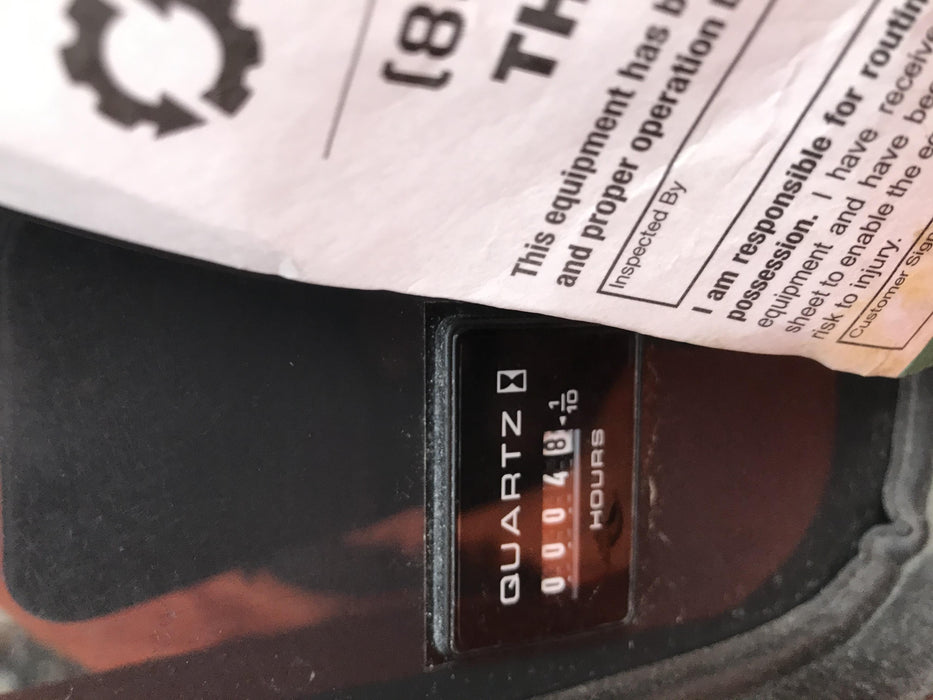 (8
TH
This equipment has b
and proper operation
Inspected By
I am responsible for routin
possession. I have receive
equipment and have bee
sheet to enable the eq
risk to injury.
Customer Sign
QUARTZ
0 0 0 4 8 1/10
HOURS